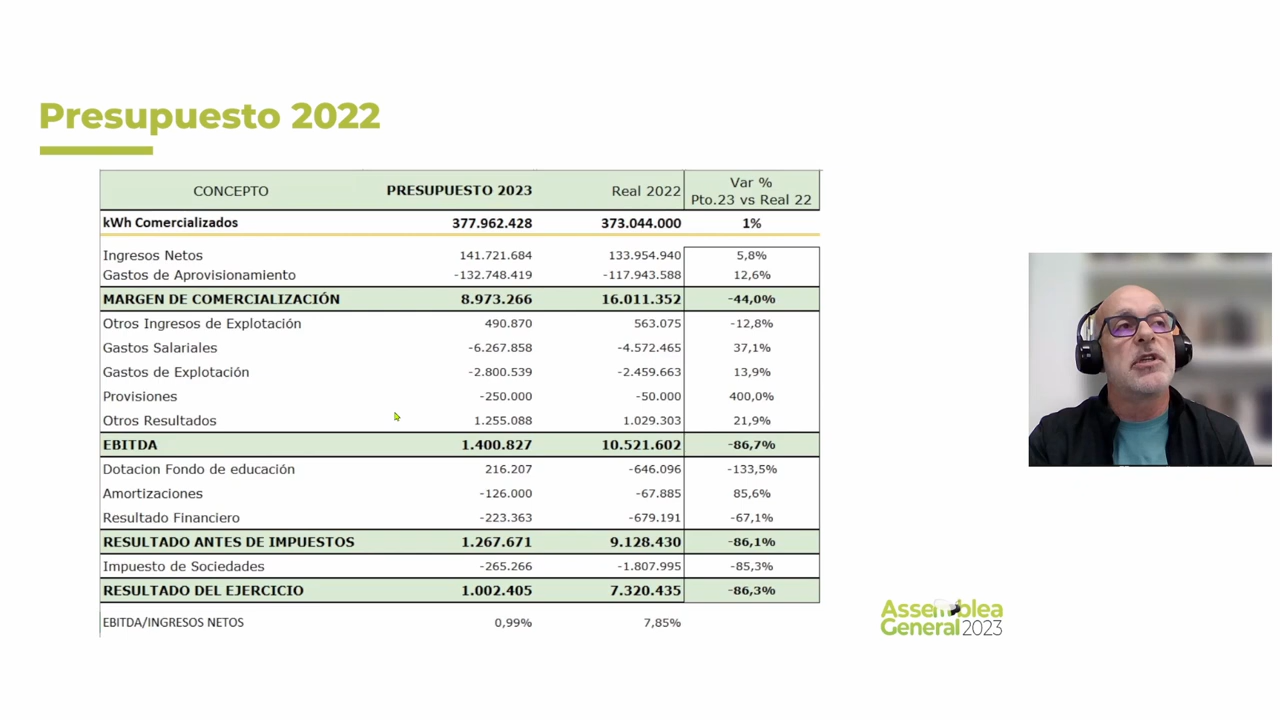 Presupuesto 2022
CONCEPTO PRESUPUESTO 2023 Real 2022 Var % Pto.23 vs Real 22
kWh Comercializados 377.962.428 373.044.000 1%
Ingresos Netos 141.721.684 133.954.940 5,8%
Gastos de Aprovisionamiento -132.748.419 -117.943.588 12,6%
MARGEN DE COMERCIALIZACIÓN 8.973.266 16.011.352 -44,0%
Otros Ingresos de Explotación 490.870 563.075 -12,8%
Gastos Salariales -6.267.858 -4.572.465 37,1%
Gastos de Explotación -2.800.539 -2.459.663 13,9%
Provisiones -250.000 -50.000 400,0%
Otros Resultados 1.255.088 1.029.303 21,9%
EBITDA 1.400.827 10.521.602 -86,7%
Dotacion Fondo de educación 216.207 -646.096 -133,5%
Amortizaciones -126.000 -67.885 85,6%
Resultado Financiero -223.363 -679.191 -67,1%
RESULTADO ANTES DE IMPUESTOS 1.267.671 9.128.430 -86,1%
Impuesto de Sociedades -265.266 -1.807.995 -85,3%
RESULTADO DEL EJERCICIO 1.002.405 7.320.435 -86,3%
EBITDA/INGRESOS NETOS 0,99% 7,85%
Assemblea
General 2023